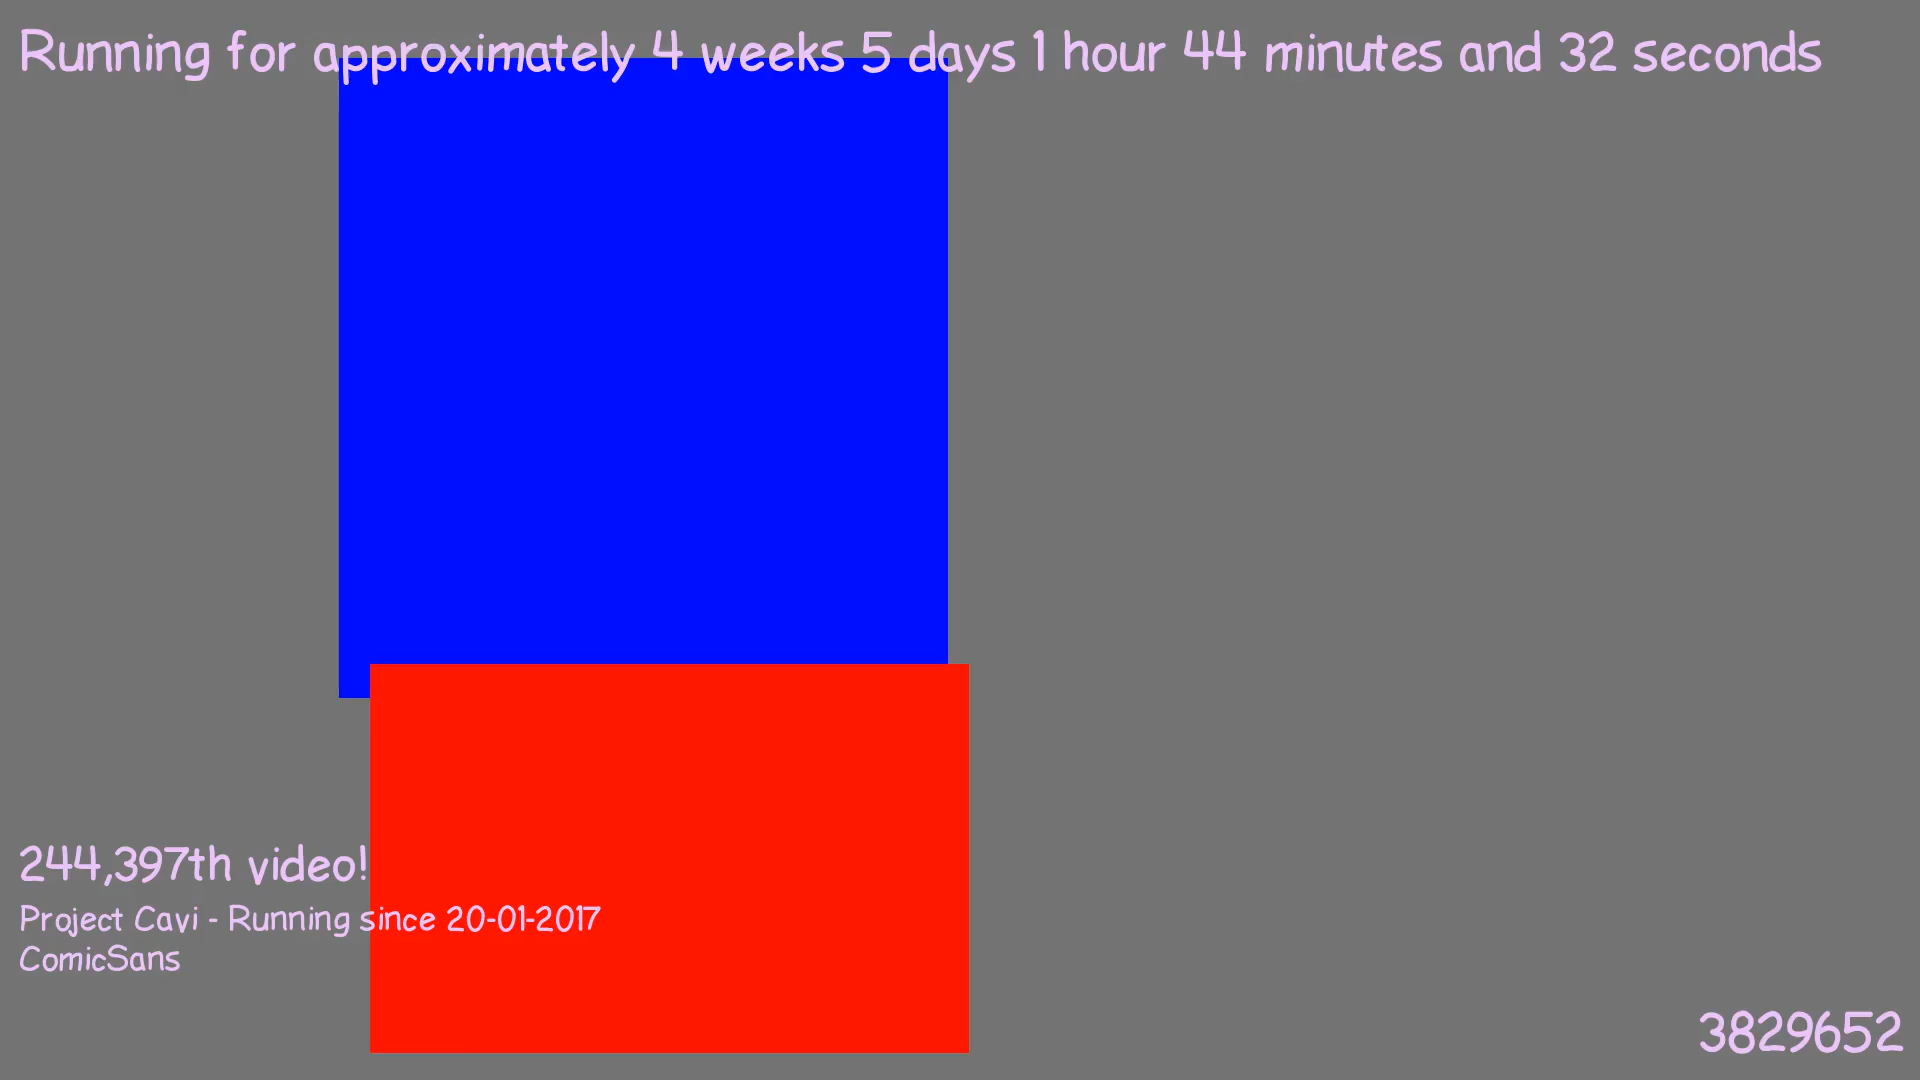 Running for approximately 4 weeks 5 days 1 hour 44 minutes and 32 seconds
244,397th video!
Project Cavi - Running since 20-01-2017
ComicSans
3829652